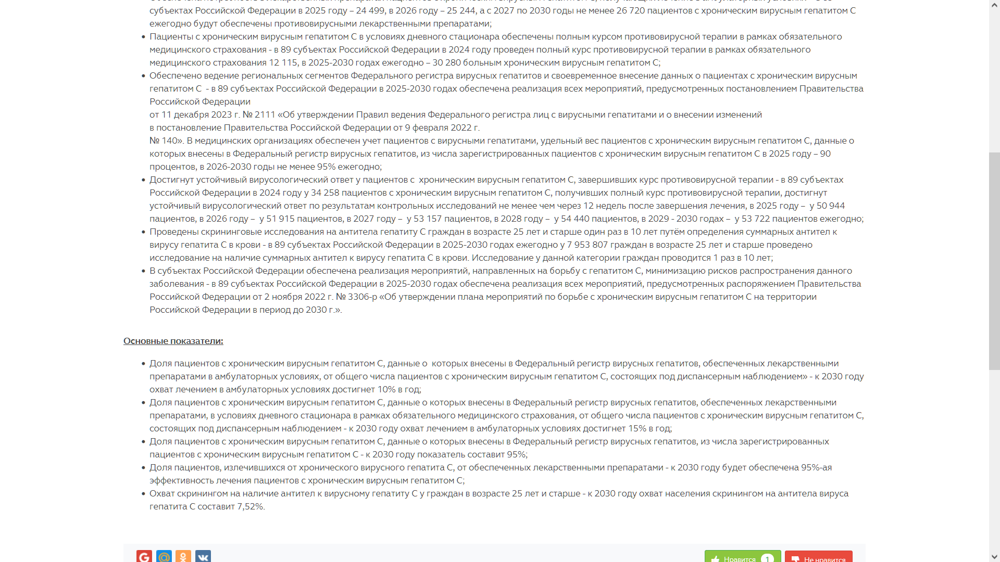 субъектах Российской Федерации в 2025 году – 24 499, в 2026 году – 25 244, а с 2027 по 2030 годы не менее 26 720 пациентов с хроническим вирусным гепатитом С
ежегодно будут обеспечены противовирусными лекарственными препаратами;
Пациенты с хроническим вирусным гепатитом С в условиях дневного стационара обеспечены полным курсом противовирусной терапии в рамках обязательного
медицинского страхования - в 89 субъектах Российской Федерации в 2024 году проведен полный курс противовирусной терапии в рамках обязательного
медицинского страхования 12 115, в 2025-2030 годах ежегодно – 30 280 больным хроническим вирусным гепатитом С;
Обеспечено ведение региональных сегментов Федерального регистра вирусных гепатитов и своевременное внесение данных о пациентах с хроническим вирусным
гепатитом С - в 89 субъектах Российской Федерации в 2025-2030 годах обеспечена реализация всех мероприятий, предусмотренных постановлением Правительства
Российской Федерации
от 11 декабря 2023 г. № 2111 «Об утверждении Правил ведения Федерального регистра лиц с вирусными гепатитами и о внесении изменений
в постановление Правительства Российской Федерации от 9 февраля 2022 г.
№ 140». В медицинских организациях обеспечен учет пациентов с вирусными гепатитами, удельный вес пациентов с хроническим вирусным гепатитом С, данные о
которых внесены в Федеральный регистр вирусных гепатитов, из числа зарегистрированных пациентов с хроническим вирусным гепатитом С в 2025 году – 90
процентов, в 2026-2030 годы не менее 95% ежегодно;
Достигнут устойчивый вирусологический ответ у пациентов с хроническим вирусным гепатитом С, завершивших курс противовирусной терапии - в 89 субъектах
Российской Федерации в 2024 году у 34 258 пациентов с хроническим вирусным гепатитом С, получивших полный курс противовирусной терапии, достигнут
устойчивый вирусологический ответ по результатам контрольных исследований не менее чем через 12 недель после завершения лечения, в 2025 году – у 50 944
пациентов, в 2026 году – у 51 915 пациентов, в 2027 году – у 53 157 пациентов, в 2028 году – у 54 440 пациентов, в 2029 - 2030 годах – у 53 722 пациентов ежегодно;
Проведены скрининговые исследования на антитела гепатиту С граждан в возрасте 25 лет и старше один раз в 10 лет путём определения суммарных антител к
вирусу гепатита С в крови - в 89 субъектах Российской Федерации в 2025-2030 годах ежегодно у 7 953 807 граждан в возрасте 25 лет и старше проведено
исследование на наличие суммарных антител к вирусу гепатита С в крови. Исследование у данной категории граждан проводится 1 раз в 10 лет;
В субъектах Российской Федерации обеспечена реализация мероприятий, направленных на борьбу с гепатитом С, минимизацию рисков распространения данного
заболевания - в 89 субъектах Российской Федерации в 2025-2030 годах обеспечена реализация всех мероприятий, предусмотренных распоряжением Правительства
Российской Федерации от 2 ноября 2022 г. № 3306-р «Об утверждении плана мероприятий по борьбе с хроническим вирусным гепатитом С на территории
Российской Федерации в период до 2030 г.».
Основные показатели:
Доля пациентов с хроническим вирусным гепатитом С, данные о которых внесены в Федеральный регистр вирусных гепатитов, обеспеченных лекарственными
препаратами в амбулаторных условиях, от общего числа пациентов с хроническим вирусным гепатитом С, состоящих под диспансерным наблюдением» - к 2030 году
охват лечением в амбулаторных условиях достигнет 10% в год;
Доля пациентов с хроническим вирусным гепатитом С, данные о которых внесены в Федеральный регистр вирусных гепатитов, обеспеченных лекарственными
препаратами, в условиях дневного стационара в рамках обязательного медицинского страхования, от общего числа пациентов с хроническим вирусным гепатитом С,
состоящих под диспансерным наблюдением - к 2030 году охват лечением в амбулаторных условиях достигнет 15% в год;
Доля пациентов с хроническим вирусным гепатитом С, данные о которых внесены в Федеральный регистр вирусных гепатитов, из числа зарегистрированных
пациентов с хроническим вирусным гепатитом С - к 2030 году показатель составит 95%;
Доля пациентов, излечившихся от хронического вирусного гепатита С, от обеспеченных лекарственными препаратами - к 2030 году будет обеспечена 95%-ая
эффективность лечения пациентов с хроническим вирусным гепатитом С;
Охват скринингом на наличие антител к вирусному гепатиту С у граждан в возрасте 25 лет и старше - к 2030 году охват населения скринингом на антитела вируса
гепатита С составит 7,52%.
Нравится 1 Не нравится